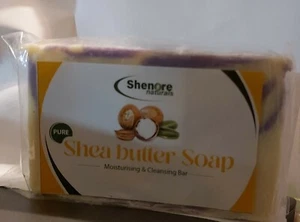 Shenore
naturals
PURE
Shea butter Soap
Moisturising & Cleansing Bar